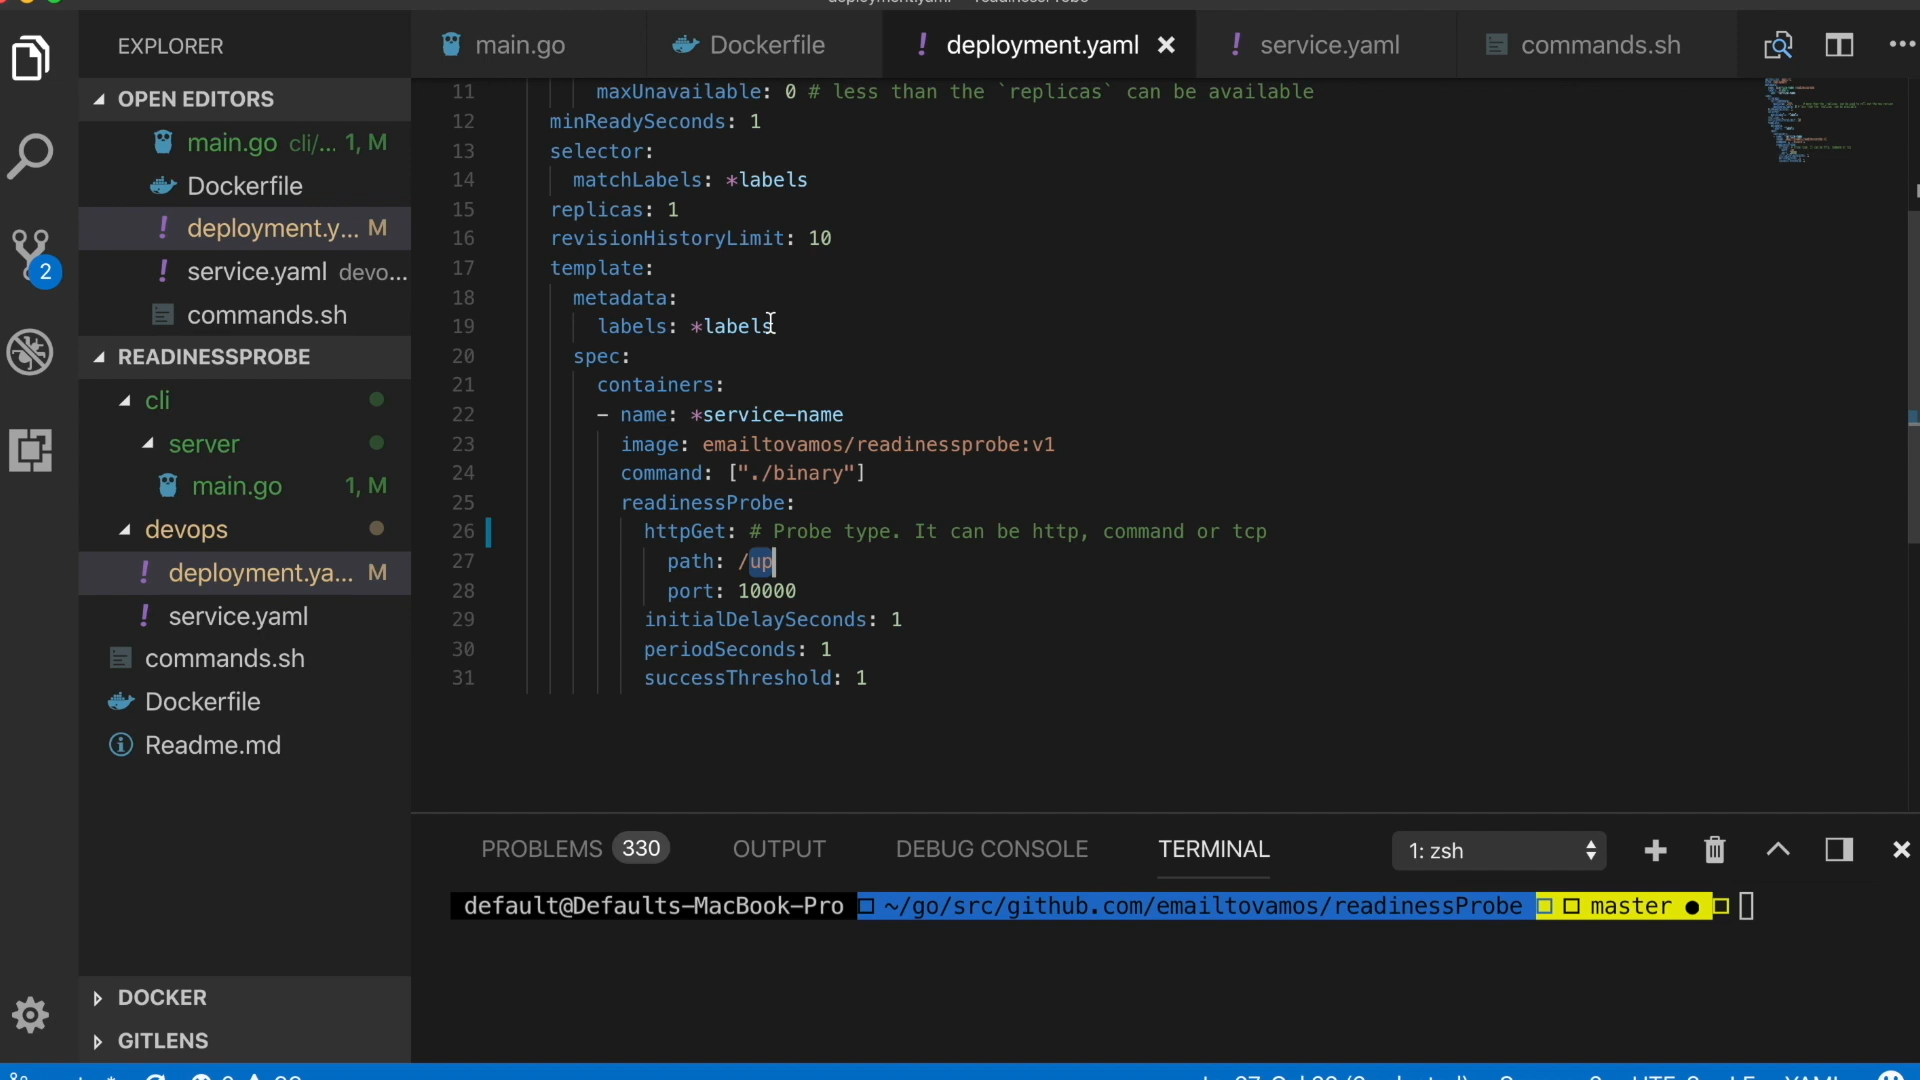 EXPLORER
OPEN EDITORS
main.go cli/... 1, M
Dockerfile
deployment.y... M
service.yaml devo...
commands.sh
READINESSPROBE
cli
server
main.go 1, M
devops
deployment.ya... M
service.yaml
commands.sh
Dockerfile
Readme.md
DOCKER
GITLENS
2
main.go
Dockerfile
deployment.yaml
service.yaml
commands.sh
11 maxUnavailable: 0 # less than the `replicas` can be available
12 minReadySeconds: 1
13 selector:
14 matchLabels: *labels
15 replicas: 1
16 revisionHistoryLimit: 10
17 template:
18 metadata:
19 labels: *labels
20 spec:
21 containers:
22 - name: *service-name
23 image: emailtovamos/readinessprobe:v1
24 command: ["./binary"]
25 readinessProbe:
26 httpGet: # Probe type. It can be http, command or tcp
27 path: /up
28 port: 10000
29 initialDelaySeconds: 1
30 periodSeconds: 1
31 successThreshold: 1
PROBLEMS 330 OUTPUT DEBUG CONSOLE TERMINAL 1: zsh
default@Defaults-MacBook-Pro ~/go/src/github.com/emailtovamos/readinessProbe master ●